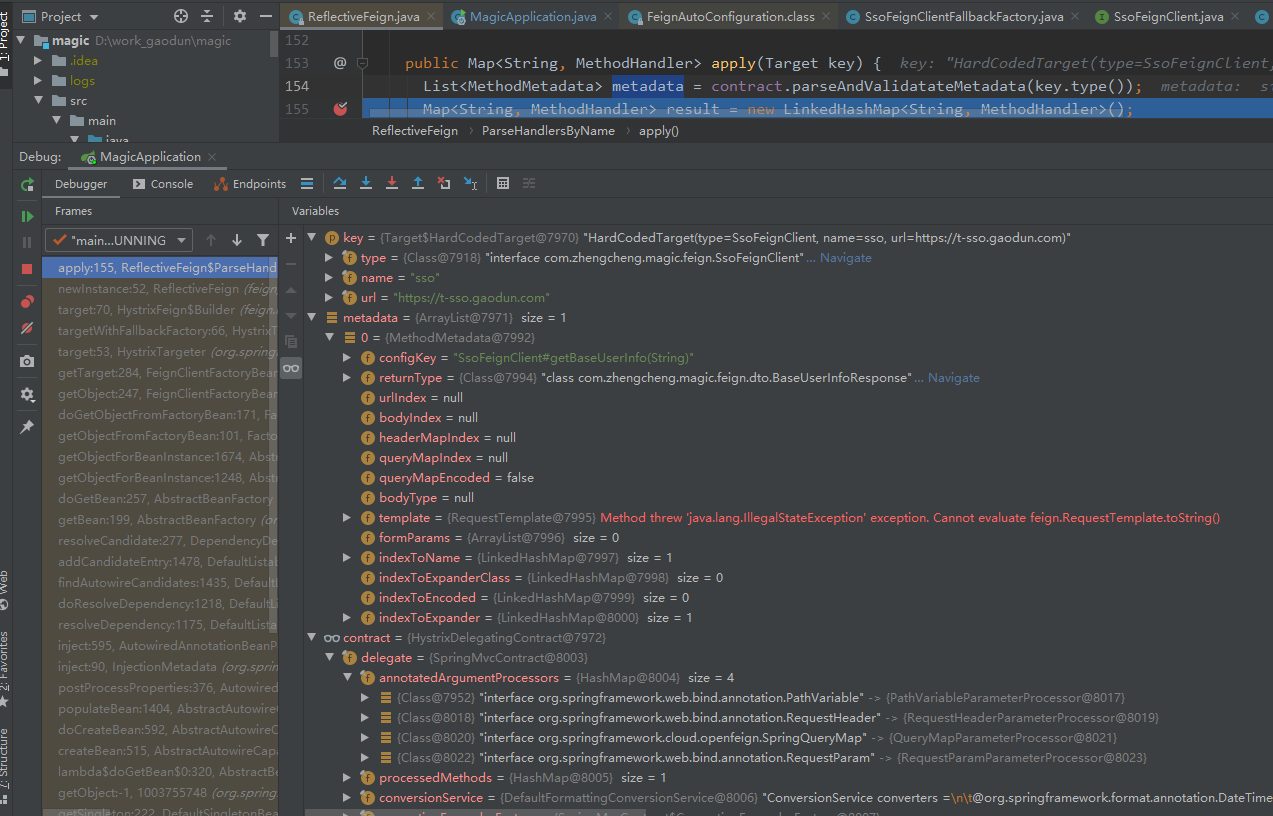 Project
ReflectiveFeign.java
MagicApplication.java
FeignAutoConfiguration.class
SsoFeignClientFallbackFactory.java
SsoFeignClient.java
1: Project
magic D:\work_gaodun\magic
.idea
logs
src
main
java
152
153 @ public Map<String, MethodHandler> apply(Target key) { key: "HardCodedTarget(type=SsoFeignClient,
154 List<MethodMetadata> metadata = contract.parseAndValidatateMetadata(key.type()); metadata: s
155 Map<String, MethodHandler> result = new LinkedHashMap<String, MethodHandler>();
ReflectiveFeign › ParseHandlersByName › apply()
Debug: MagicApplication
Debugger Console Endpoints
Frames
Variables
"main...UNNING
apply:155, ReflectiveFeign$ParseHand
newInstance:52, ReflectiveFeign (feign
target:70, HystrixFeign$Builder (feign.
targetWithFallbackFactory:66, HystrixT
target:53, HystrixTargeter (org.spring
getTarget:284, FeignClientFactoryBean
getObject:247, FeignClientFactoryBean
doGetObjectFromFactoryBean:171, Fa
getObjectFromFactoryBean:101, Facto
getObjectForBeanInstance:1674, Abst
getObjectForBeanInstance:1248, Abst
doGetBean:257, AbstractBeanFactory
getBean:199, AbstractBeanFactory (or
resolveCandidate:277, DependencyDe
addCandidateEntry:1478, DefaultListab
findAutowireCandidates:1435, DefaultL
doResolveDependency:1218, DefaultLis
resolveDependency:1175, DefaultLista
inject:595, AutowiredAnnotationBeanP
inject:90, InjectionMetadata (org.sprin
postProcessProperties:376, Autowired
populateBean:1404, AbstractAutowire
doCreateBean:592, AbstractAutowireC
createBean:515, AbstractAutowireCapa
lambda$doGetBean$0:320, AbstractBe
getObject:-1, 1003755748 (org.spring
getSingleton:222, DefaultSingletonBean
key = {Target$HardCodedTarget@7970} "HardCodedTarget(type=SsoFeignClient, name=sso, url=https://t-sso.gaodun.com)"
type = {Class@7918} "interface com.zhengcheng.magic.feign.SsoFeignClient" ... Navigate
name = "sso"
url = "https://t-sso.gaodun.com"
metadata = {ArrayList@7971} size = 1
0 = {MethodMetadata@7992}
configKey = "SsoFeignClient#getBaseUserInfo(String)"
returnType = {Class@7994} "class com.zhengcheng.magic.feign.dto.BaseUserInfoResponse" ... Navigate
urlIndex = null
bodyIndex = null
headerMapIndex = null
queryMapIndex = null
queryMapEncoded = false
bodyType = null
template = {RequestTemplate@7995} Method threw 'java.lang.IllegalStateException' exception. Cannot evaluate feign.RequestTemplate.toString()
formParams = {ArrayList@7996} size = 0
indexToName = {LinkedHashMap@7997} size = 1
indexToExpanderClass = {LinkedHashMap@7998} size = 0
indexToEncoded = {LinkedHashMap@7999} size = 0
indexToExpander = {LinkedHashMap@8000} size = 1
contract = {HystrixDelegatingContract@7972}
delegate = {SpringMvcContract@8003}
annotatedArgumentProcessors = {HashMap@8004} size = 4
{Class@7952} "interface org.springframework.web.bind.annotation.PathVariable" -> {PathVariableParameterProcessor@8017}
{Class@8018} "interface org.springframework.web.bind.annotation.RequestHeader" -> {RequestHeaderParameterProcessor@8019}
{Class@8020} "interface org.springframework.cloud.openfeign.SpringQueryMap" -> {QueryMapParameterProcessor@8021}
{Class@8022} "interface org.springframework.web.bind.annotation.RequestParam" -> {RequestParamParameterProcessor@8023}
processedMethods = {HashMap@8005} size = 1
conversionService = {DefaultFormattingConversionService@8006} "ConversionService converters =\n\t@org.springframework.format.annotation.DateTime
Web
2: Favorites
7: Structure